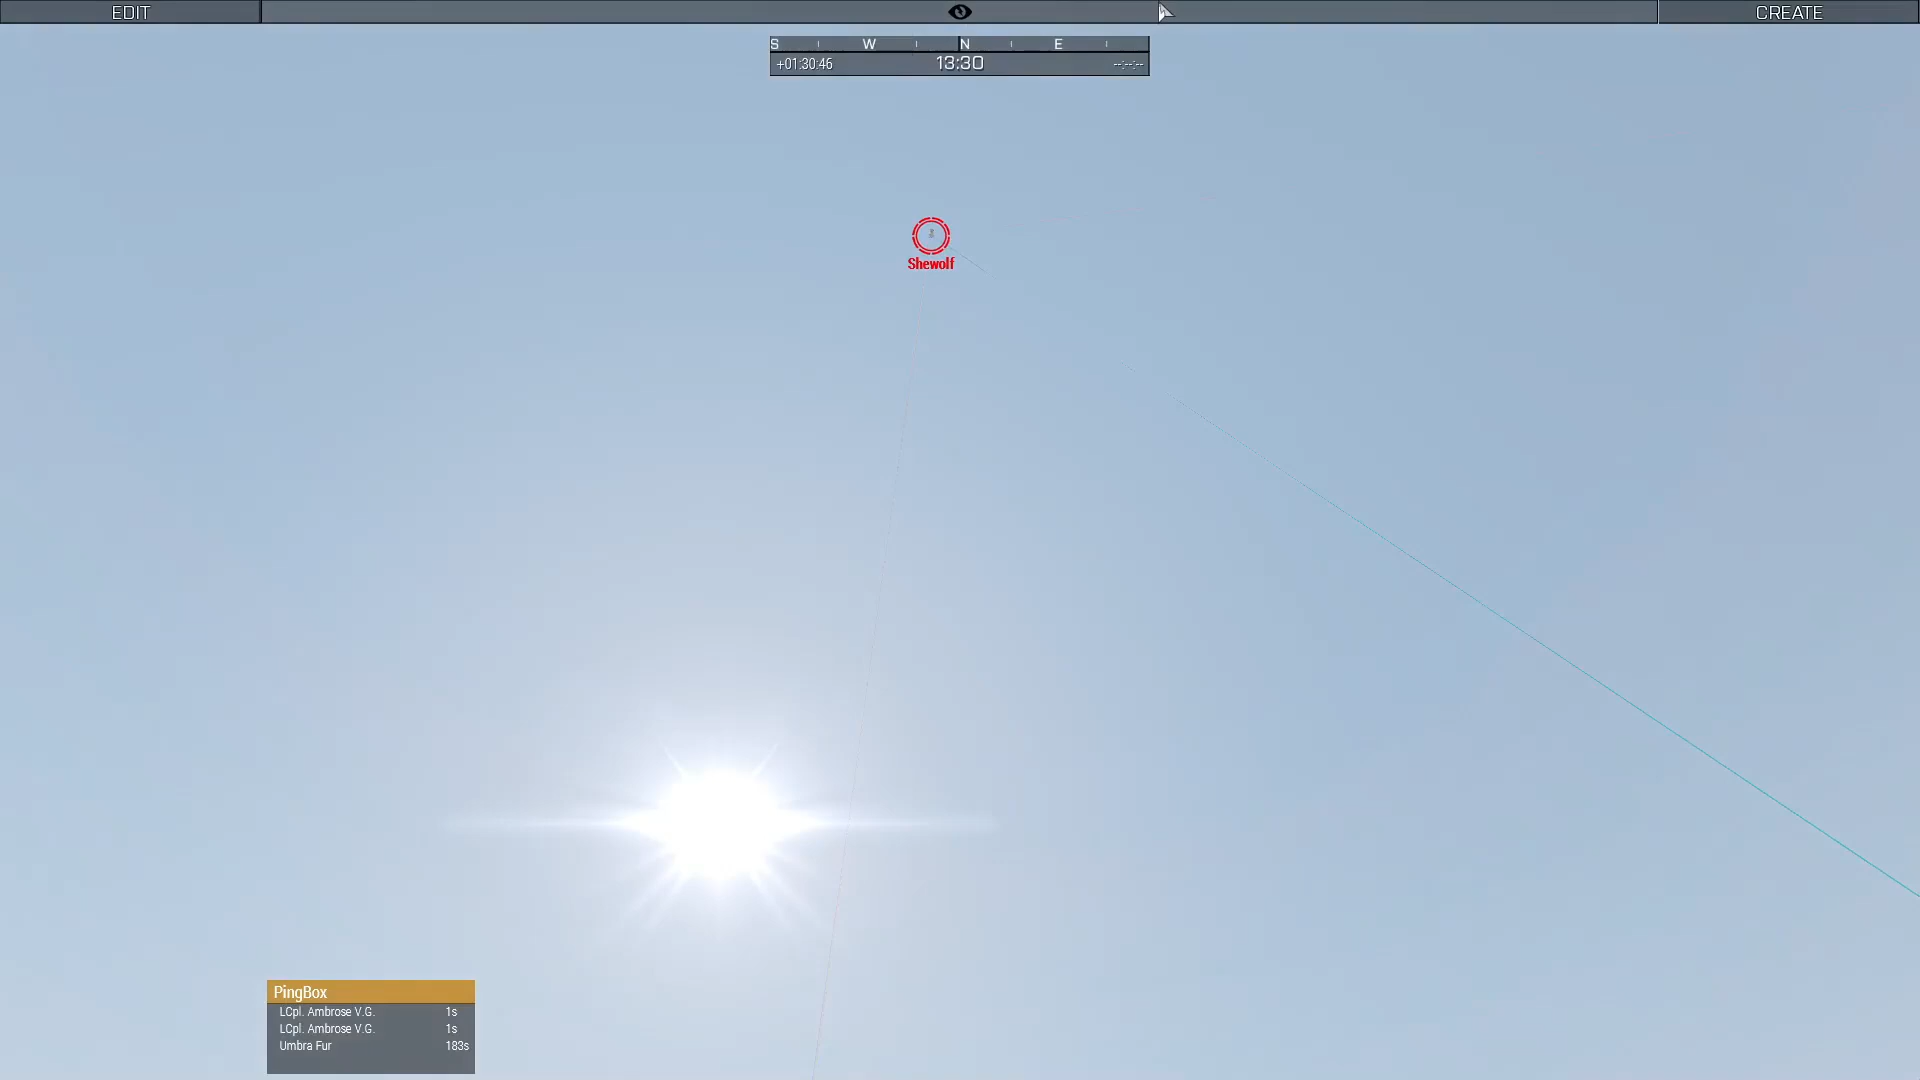 EDIT
CREATE
S W N E
+01:30:46 13:30 --:--:--
Shewolf
PingBox
LCpl. Ambrose V.G. 1s
LCpl. Ambrose V.G. 1s
Umbra Fur 183s